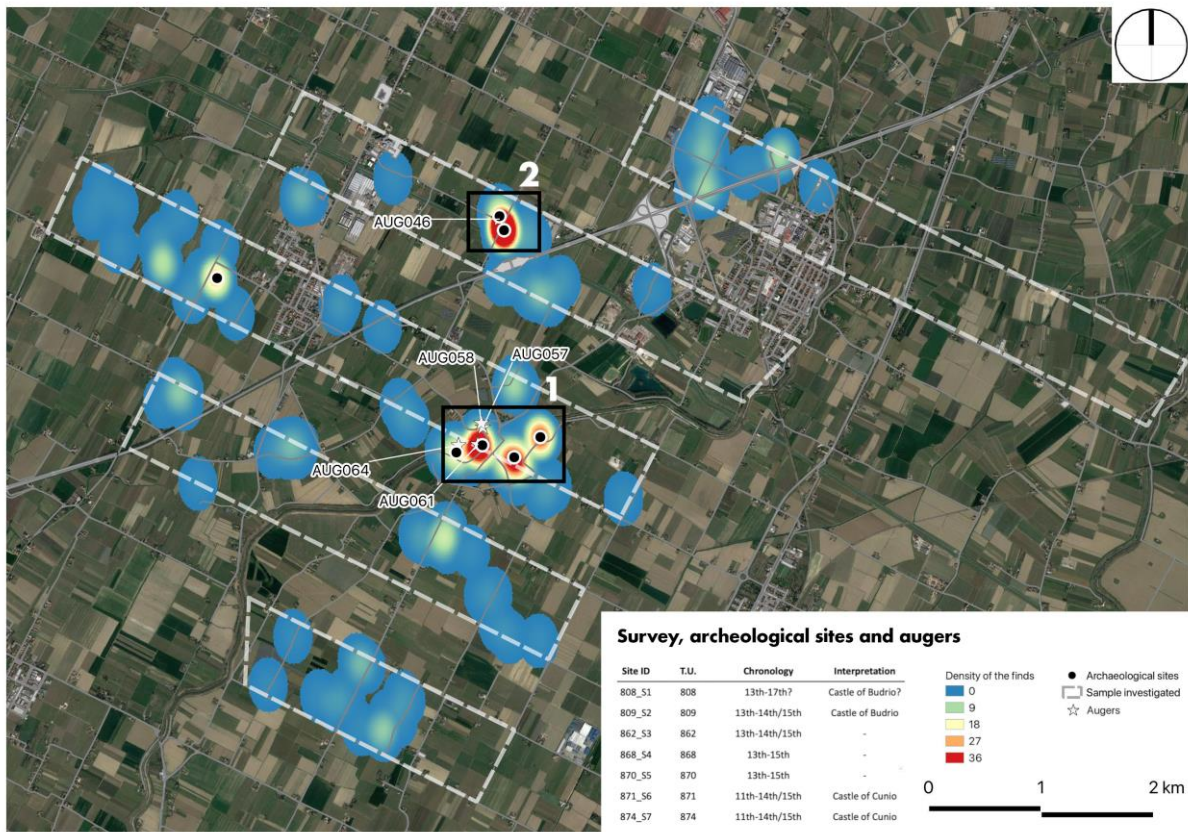 2
AUG046
AUG058
AUG057
1
AUG064
AUG061
Survey, archeological sites and augers
Site ID T.U. Chronology Interpretation
808_S1 808 13th-17th? Castle of Budrio?
809_S2 809 13th-14th/15th Castle of Budrio
862_S3 862 13th-14th/15th -
868_S4 868 13th-15th -
870_S5 870 13th-15th -
871_S6 871 11th-14th/15th Castle of Cunio
874_S7 874 11th-14th/15th Castle of Cunio
Density of the finds
0
9
18
27
36
Archaeological sites
Sample investigated
Augers
0 1 2 km